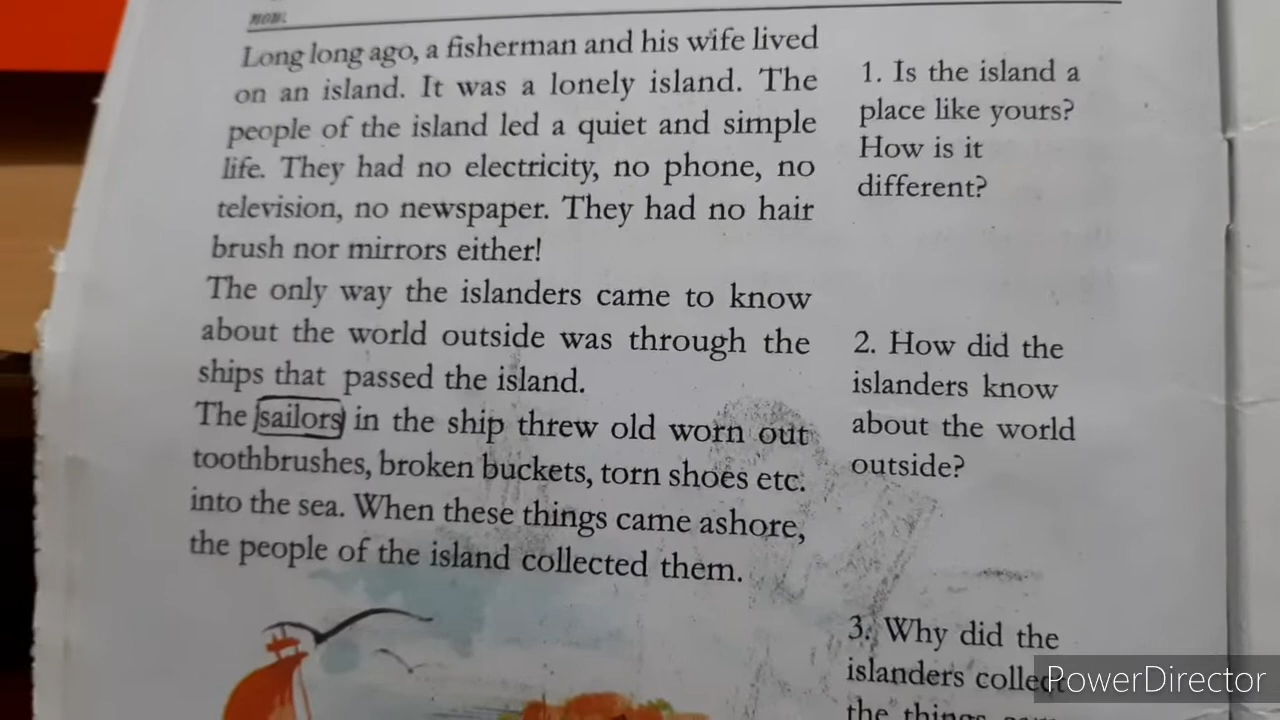 now.
Long long ago, a fisherman and his wife lived
on an island. It was a lonely island. The
people of the island led a quiet and simple
life. They had no electricity, no phone, no
television, no newspaper. They had no hair
brush nor mirrors either!
The only way the islanders came to know
about the world outside was through the
ships that passed the island.
The sailors in the ship threw old worn out
toothbrushes, broken buckets, torn shoes etc.
into the sea. When these things came ashore,
the people of the island collected them.
1. Is the island a
place like yours?
How is it
different?
2. How did the
islanders know
about the world
outside?
3. Why did the
islanders collect
the things
PowerDirector